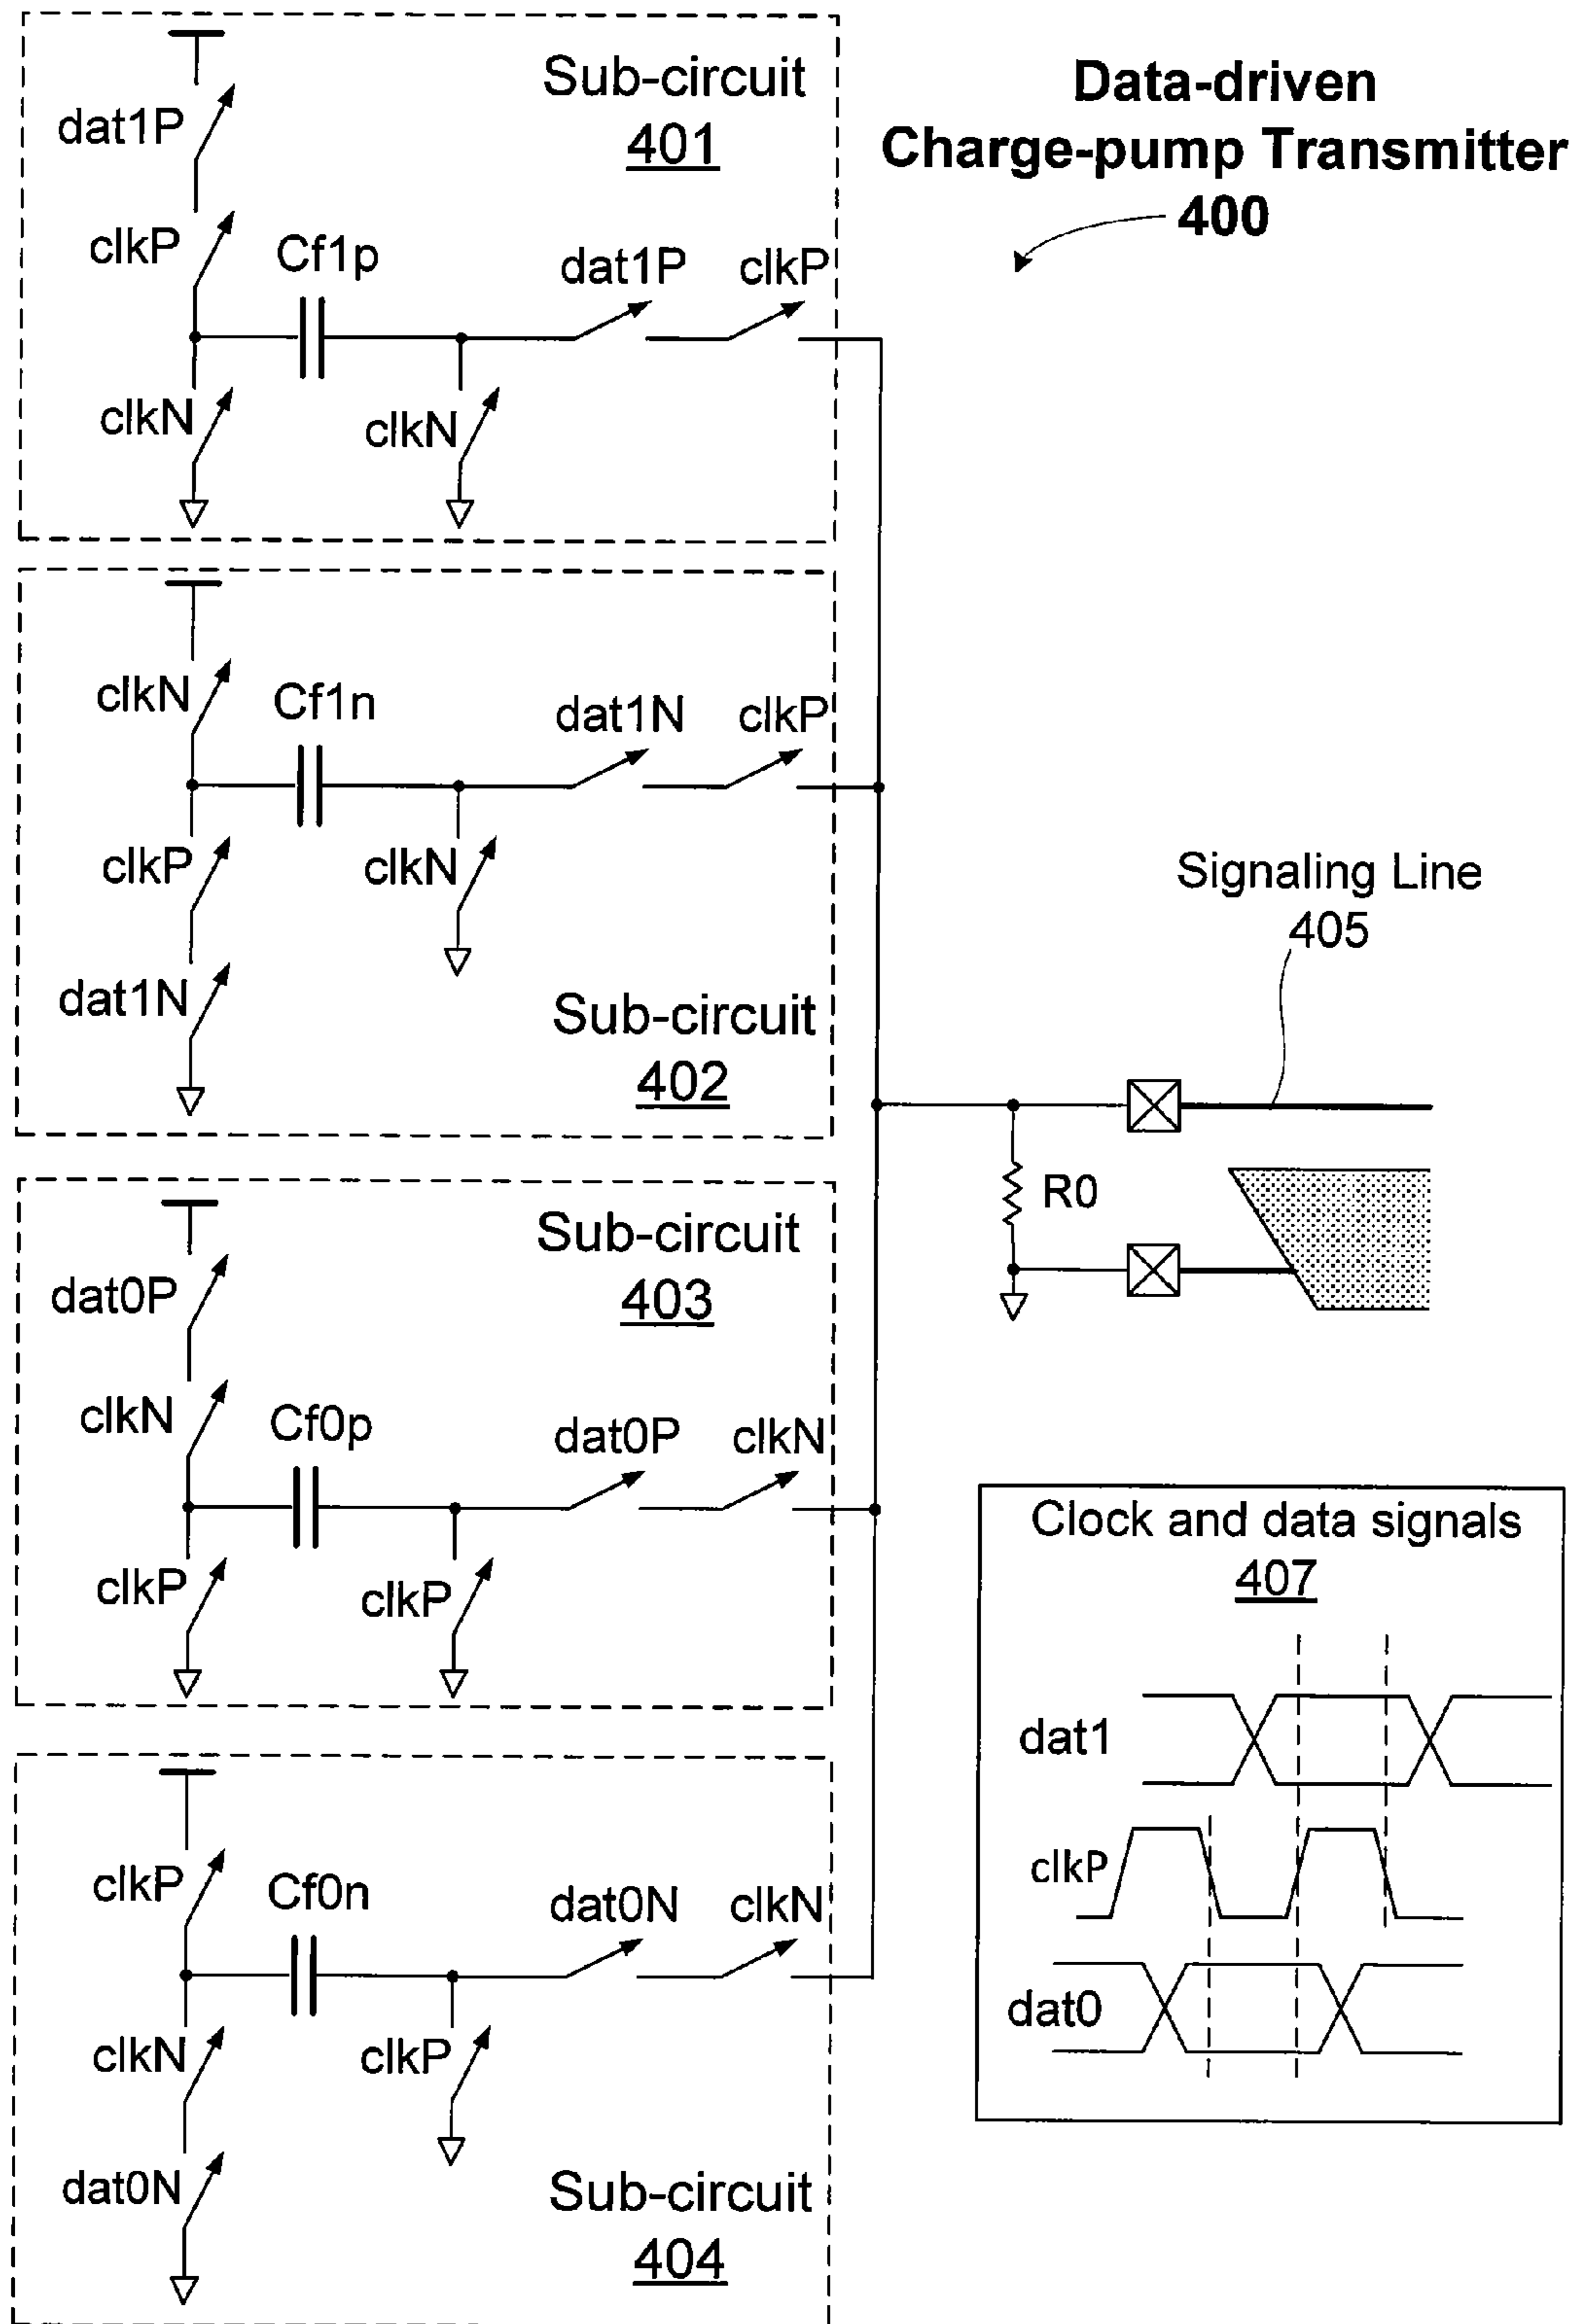 Data-driven
Charge-pump Transmitter
400
Sub-circuit
401
dat1P
clkP
Cf1p
dat1P
clkP
clkN
clkN
clkN
Cf1n
dat1N
clkP
clkP
clkN
dat1N
Sub-circuit
402
Signaling Line
405
R0
Sub-circuit
403
dat0P
clkN
Cf0p
dat0P
clkN
clkP
clkP
clkP
Cf0n
dat0N
clkN
clkN
clkP
dat0N
Sub-circuit
404
Clock and data signals
407
dat1
clkP
dat0